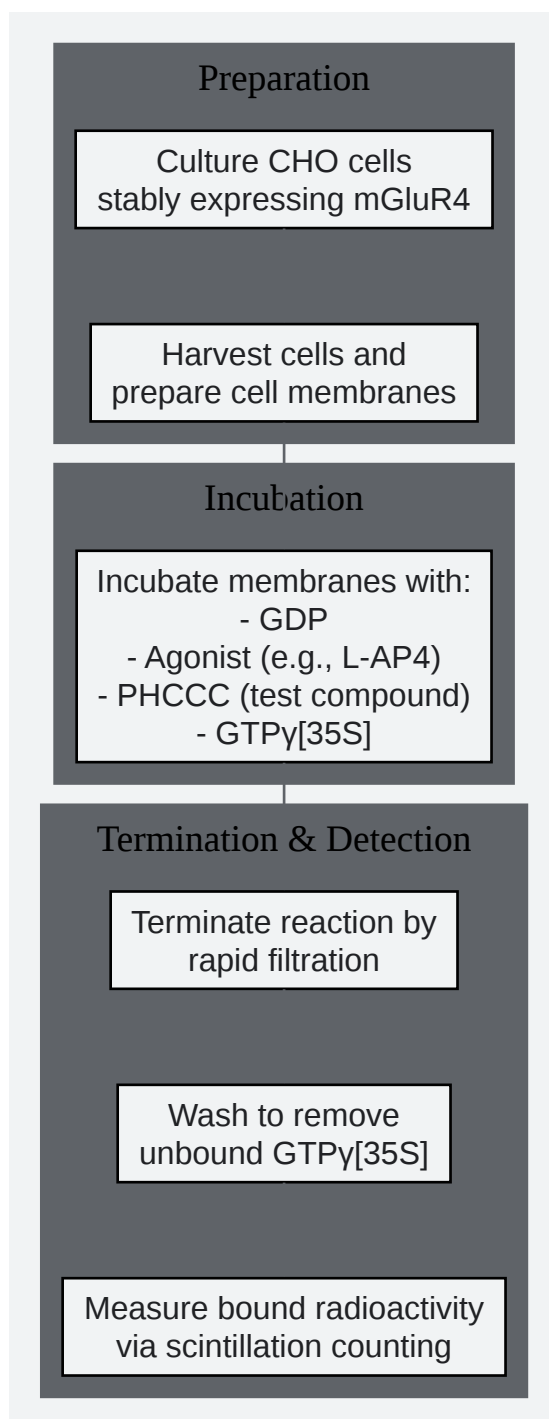 Preparation
Culture CHO cells
stably expressing mGluR4
Harvest cells and
prepare cell membranes
Incubation
Incubate membranes with:
- GDP
- Agonist (e.g., L-AP4)
- PHCCC (test compound)
- GTPγ[35S]
Termination & Detection
Terminate reaction by
rapid filtration
Wash to remove
unbound GTPγ[35S]
Measure bound radioactivity
via scintillation counting